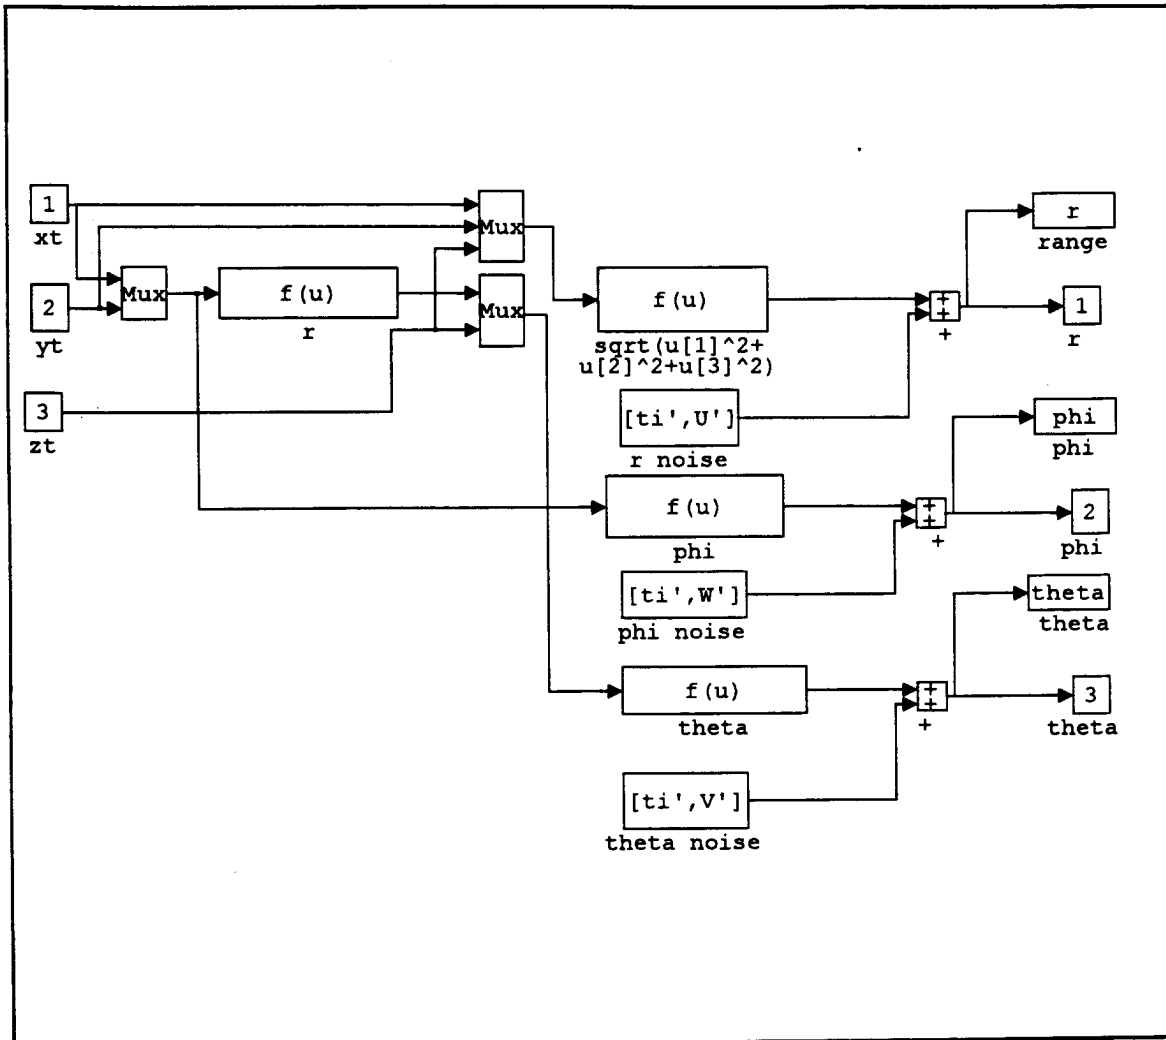 1
xt
Mux
r
range
2
yt
Mux
f(u)
r
Mux
f(u)
sqrt(u[1]^2+
u[2]^2+u[3]^2)
+
+
+
1
r
3
zt
[ti',U']
r noise
phi
phi
f(u)
phi
+
+
+
2
phi
[ti',W']
phi noise
theta
theta
f(u)
theta
+
+
+
3
theta
[ti',V']
theta noise